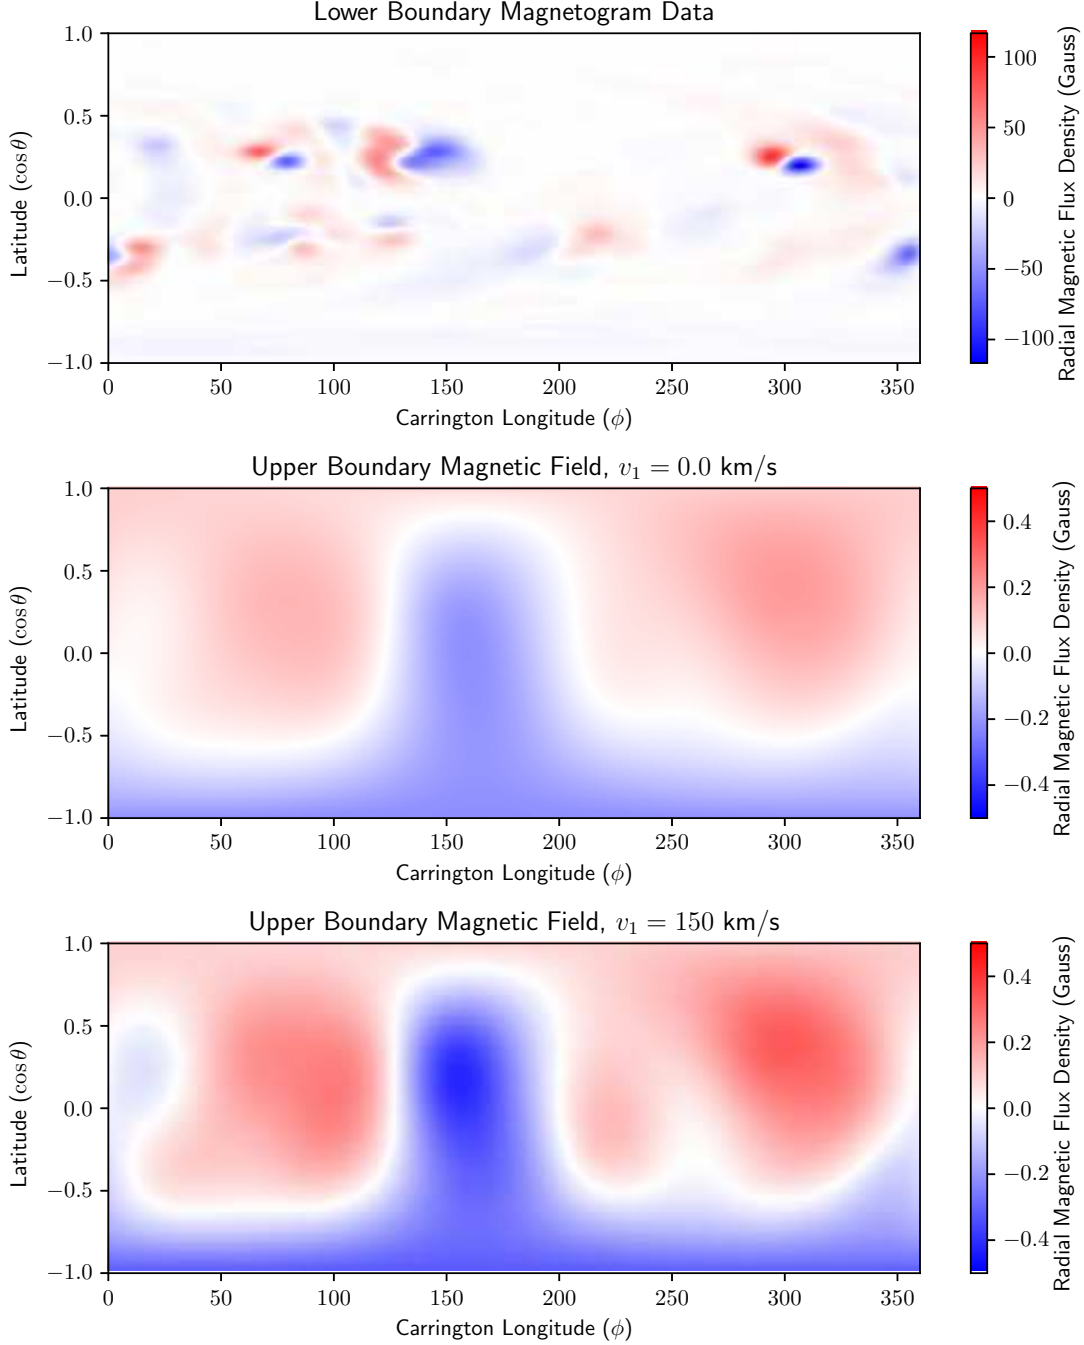 Lower Boundary Magnetogram Data
1.0
0.5
0.0
−0.5
−1.0
Latitude (cos θ)
0 50 100 150 200 250 300 350
Carrington Longitude (ϕ)
100
50
0
−50
−100
Radial Magnetic Flux Density (Gauss)
Upper Boundary Magnetic Field, v₁ = 0.0 km/s
1.0
0.5
0.0
−0.5
−1.0
Latitude (cos θ)
0 50 100 150 200 250 300 350
Carrington Longitude (ϕ)
0.4
0.2
0.0
−0.2
−0.4
Radial Magnetic Flux Density (Gauss)
Upper Boundary Magnetic Field, v₁ = 150 km/s
1.0
0.5
0.0
−0.5
−1.0
Latitude (cos θ)
0 50 100 150 200 250 300 350
Carrington Longitude (ϕ)
0.4
0.2
0.0
−0.2
−0.4
Radial Magnetic Flux Density (Gauss)